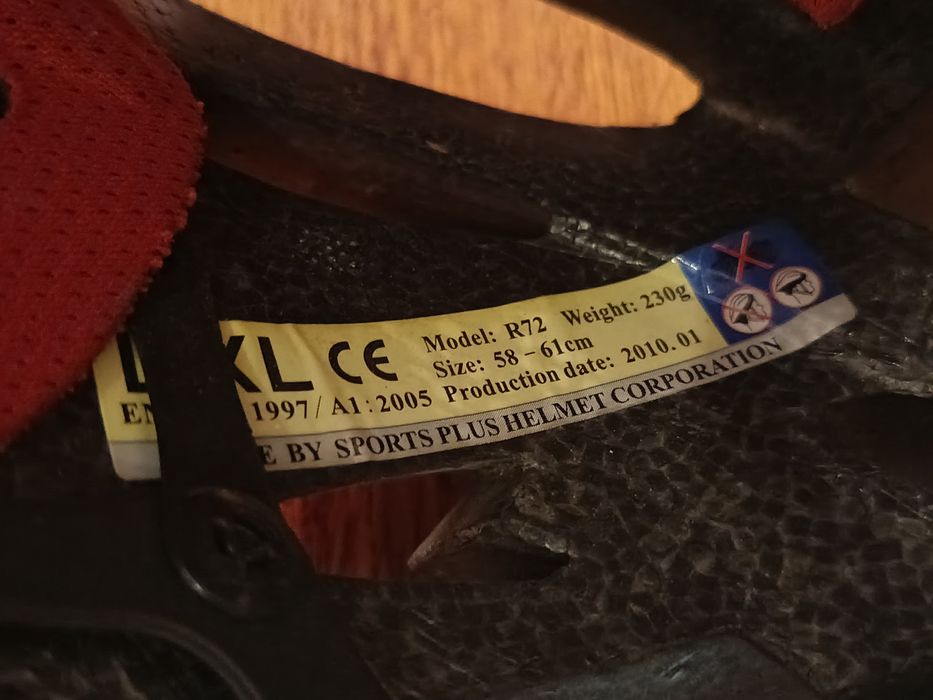 XL CE
Model: R72 Weight: 230g
Size: 58 - 61cm
Production date: 2010.01
EN 1997 / A1 : 2005
BY SPORTS PLUS HELMET CORPORATION